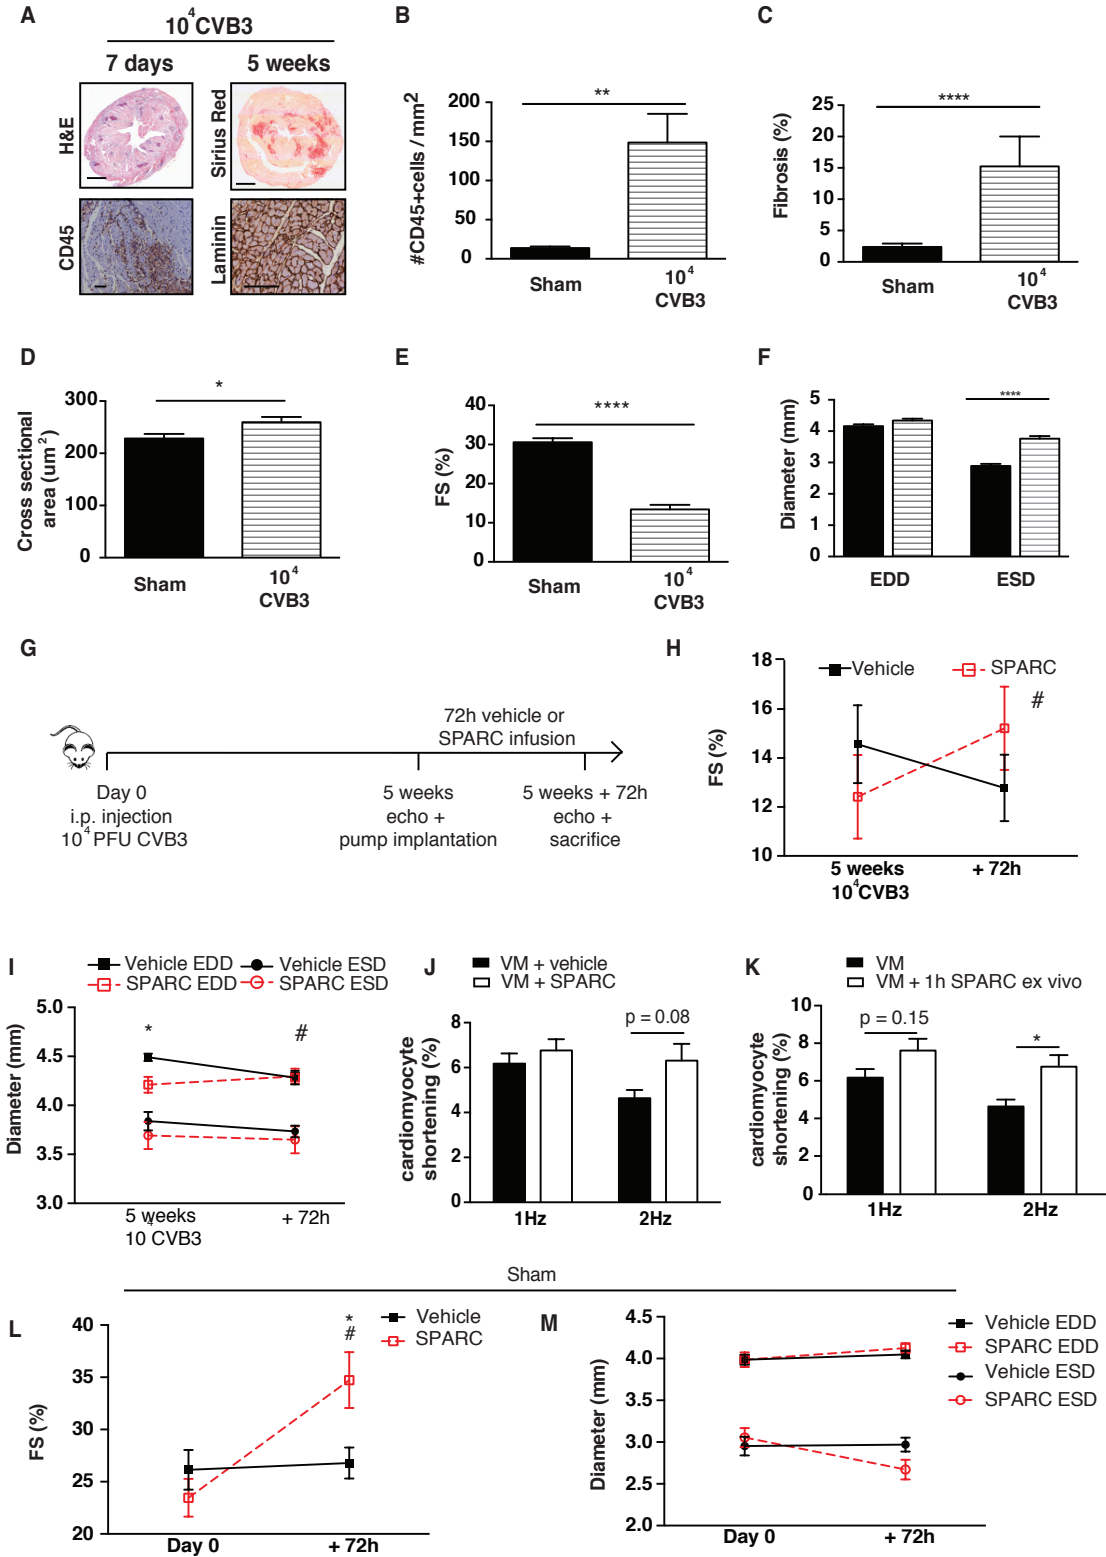 A
10⁴CVB3
7 days
5 weeks
H&E
Sirius Red
CD45
Laminin
B
#CD45+cells / mm²
200
150
100
50
0
**
Sham
10⁴
CVB3
C
Fibrosis (%)
25
20
15
10
5
0
****
Sham
10⁴
CVB3
D
Cross sectional
area (um²)
300
200
100
0
*
Sham
10⁴
CVB3
E
FS (%)
40
30
20
10
0
****
Sham
10⁴
CVB3
F
Diameter (mm)
5
4
3
2
1
0
****
EDD
ESD
G
72h vehicle or
SPARC infusion
Day 0
i.p. injection
10⁴ PFU CVB3
5 weeks
echo +
pump implantation
5 weeks + 72h
echo +
sacrifice
H
FS (%)
18
16
14
12
10
Vehicle
SPARC
#
5 weeks
10⁴CVB3
+ 72h
I
Vehicle EDD
Vehicle ESD
SPARC EDD
SPARC ESD
Diameter (mm)
5.0
4.5
4.0
3.5
3.0
*
#
5 weeks
10⁴ CVB3
+ 72h
J
VM + vehicle
VM + SPARC
cardiomyocyte
shortening (%)
8
6
4
2
0
p = 0.08
1Hz
2Hz
K
VM
VM + 1h SPARC ex vivo
cardiomyocyte
shortening (%)
10
8
6
4
2
0
p = 0.15
*
1Hz
2Hz
Sham
L
Vehicle
SPARC
FS (%)
40
35
30
25
20
*
#
Day 0
+ 72h
M
Diameter (mm)
4.5
4.0
3.5
3.0
2.5
2.0
Vehicle EDD
SPARC EDD
Vehicle ESD
SPARC ESD
Day 0
+ 72h